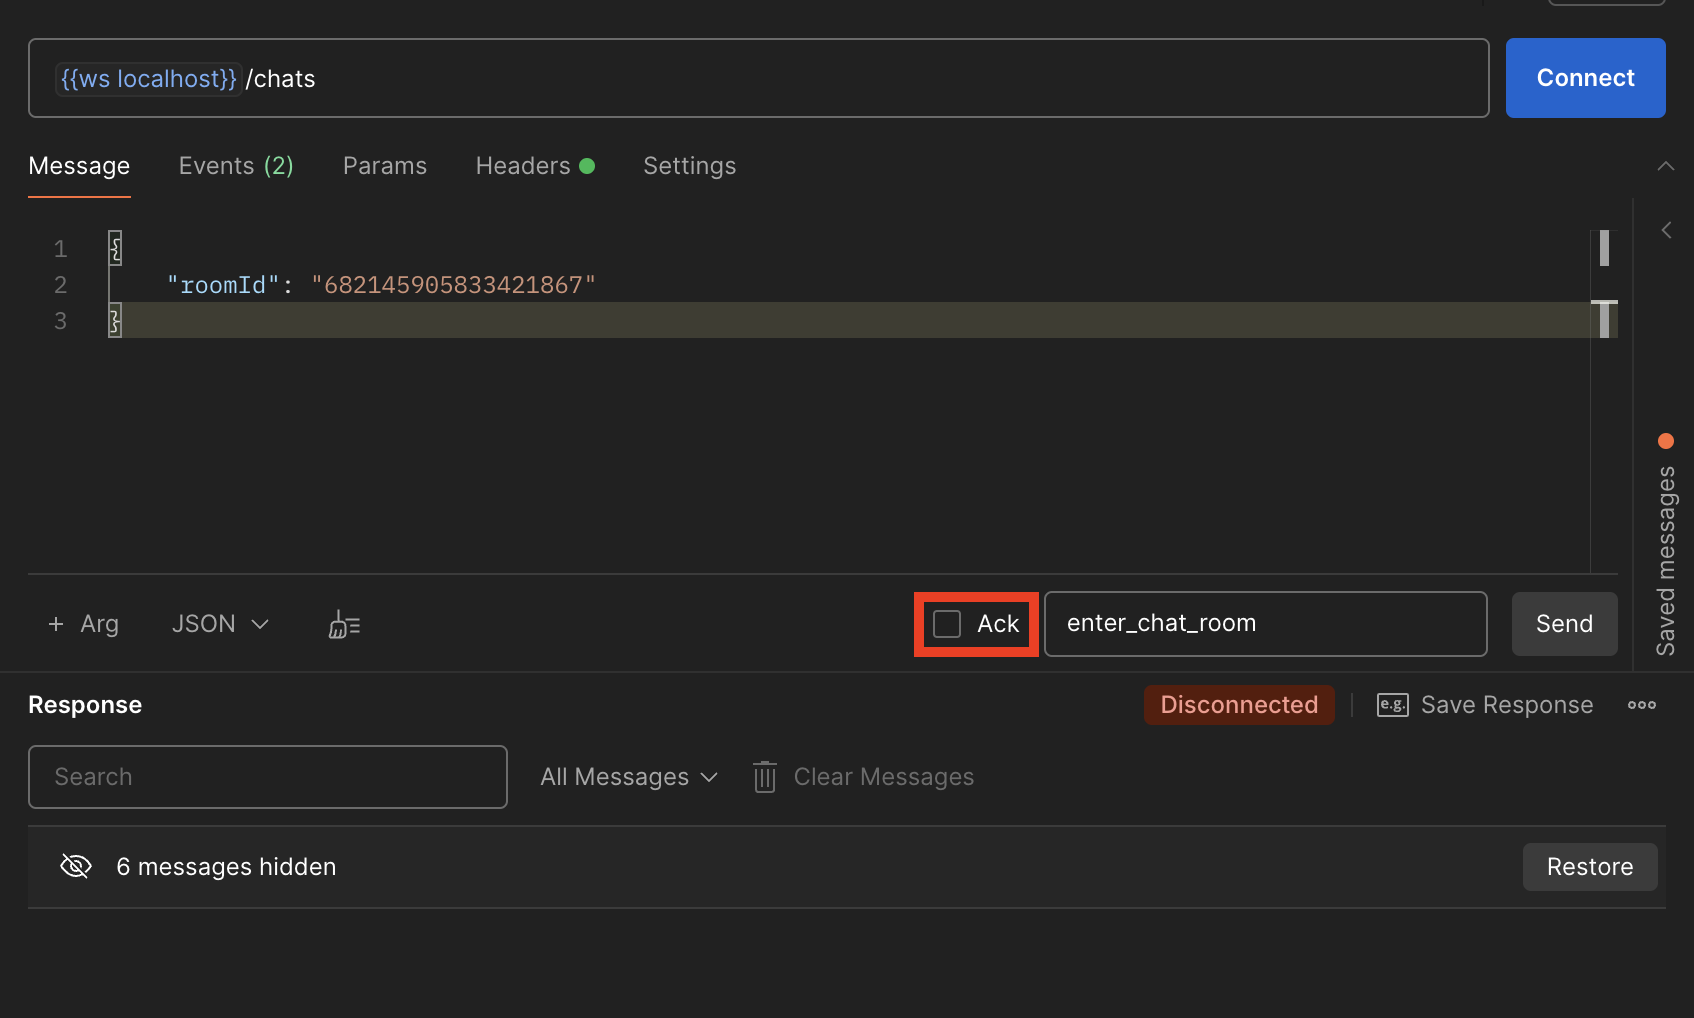 {{ws localhost}}/chats
Connect
Message Events (2) Params Headers Settings
1 {
2 "roomId": "682145905833421867"
3 }
Saved messages
+ Arg JSON Ack enter_chat_room Send
Response Disconnected e.g. Save Response
Search All Messages Clear Messages
6 messages hidden Restore